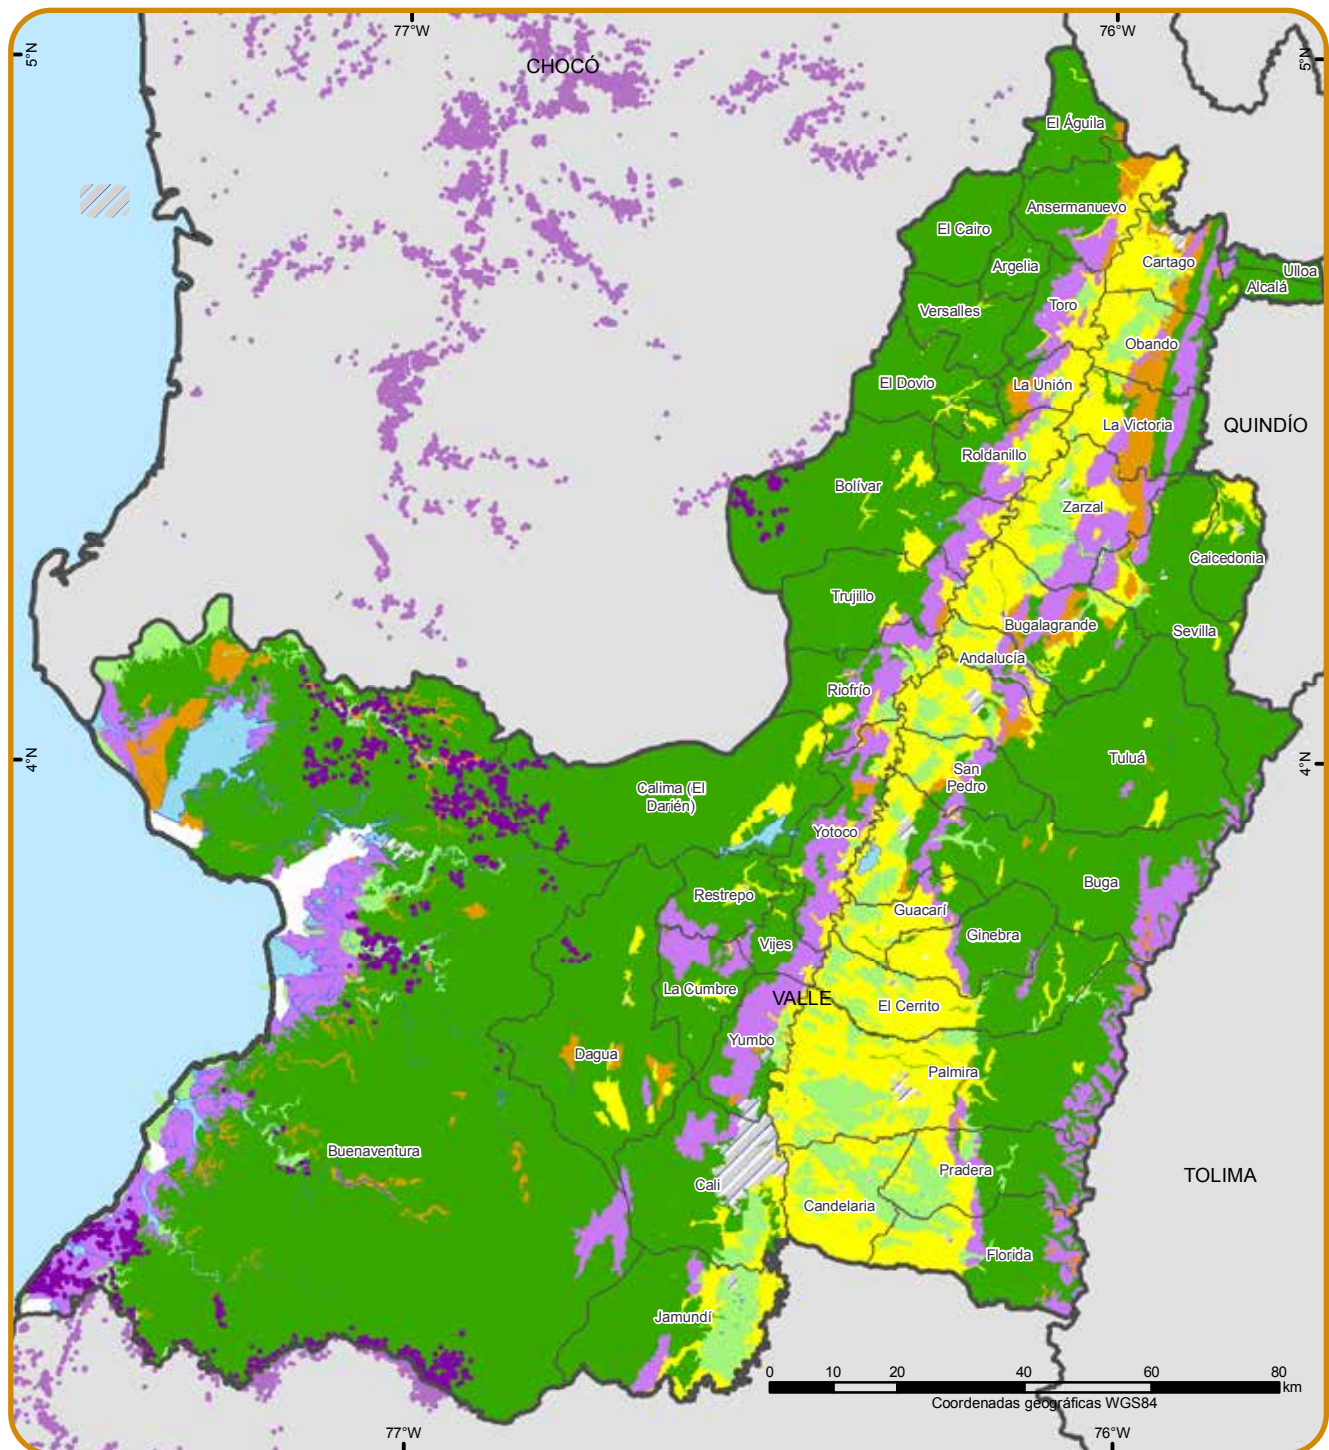 77°W
76°W
5°N
5°N
CHOCÓ
El Águila
Ansermanuevo
El Cairo
Argelia
Cartago
Ulloa
Alcalá
Versalles
Toro
Obando
El Dovio
La Unión
La Victoria
QUINDÍO
Roldanillo
Bolívar
Zarzal
Caicedonia
Trujillo
Bugalagrande
Sevilla
Andalucía
Riofrío
4°N
4°N
Tuluá
San
Pedro
Calima (El
Darién)
Yotoco
Restrepo
Buga
Guacarí
Ginebra
Vijes
La Cumbre
VALLE
El Cerrito
Yumbo
Dagua
Palmira
Buenaventura
Pradera
TOLIMA
Cali
Candelaria
Florida
Jamundí
0 10 20 40 60 80
km
Coordenadas geográficas WGS84
77°W
76°W